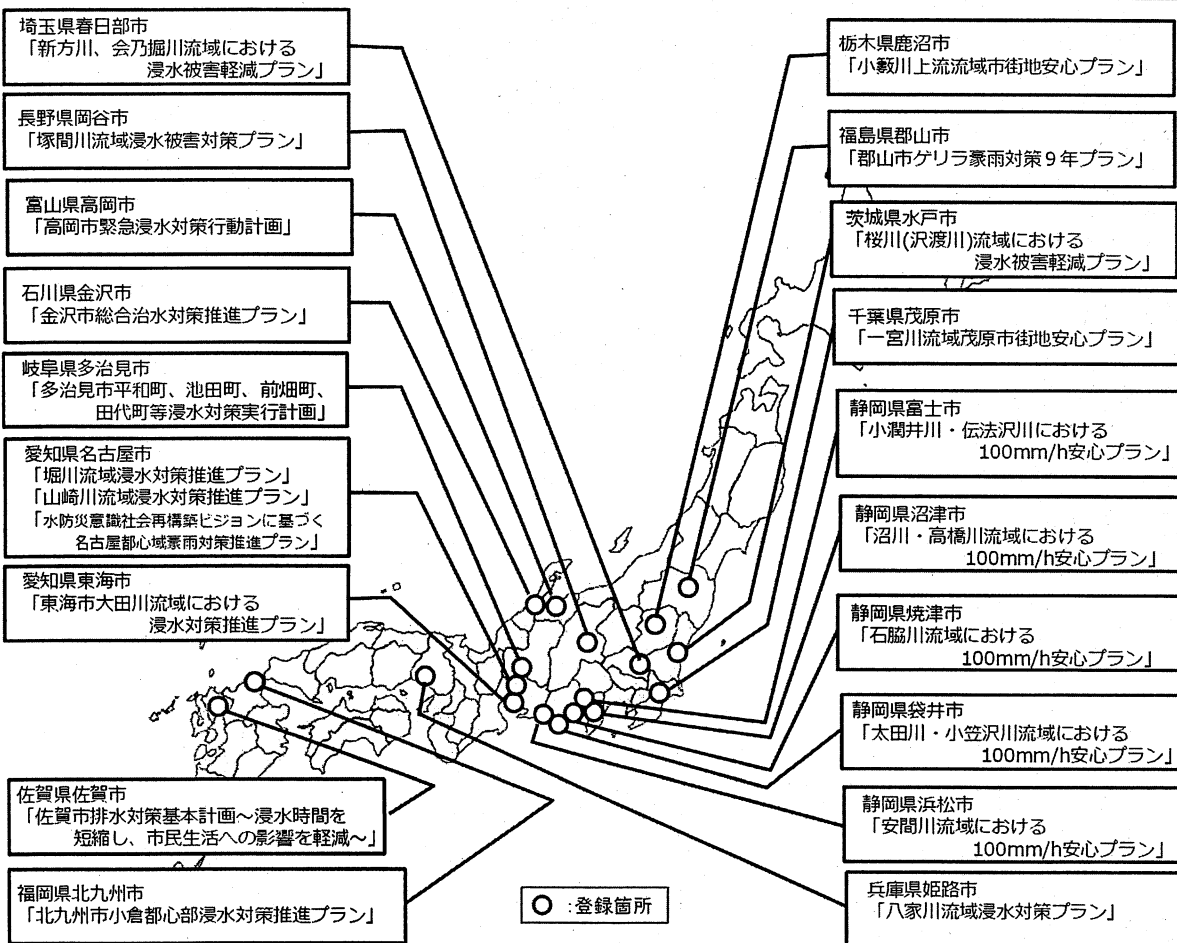 埼玉県春日部市
「新方川、会乃掘川流域における
浸水被害軽減プラン」
長野県岡谷市
「塚間川流域浸水被害対策プラン」
富山県高岡市
「高岡市緊急浸水対策行動計画」
石川県金沢市
「金沢市総合治水対策推進プラン」
岐阜県多治見市
「多治見市平和町、池田町、前畑町、
田代町等浸水対策実行計画」
愛知県名古屋市
「堀川流域浸水対策推進プラン」
「山崎川流域浸水対策推進プラン」
「水防災意識社会再構築ビジョンに基づく
名古屋都心域豪雨対策推進プラン」
愛知県東海市
「東海市大田川流域における
浸水対策推進プラン」
佐賀県佐賀市
「佐賀市排水対策基本計画～浸水時間を
短縮し、市民生活への影響を軽減～」
福岡県北九州市
「北九州市小倉都心部浸水対策推進プラン」
栃木県鹿沼市
「小藪川上流流域市街地安心プラン」
福島県郡山市
「郡山市ゲリラ豪雨対策９年プラン」
茨城県水戸市
「桜川(沢渡川)流域における
浸水被害軽減プラン」
千葉県茂原市
「一宮川流域茂原市街地安心プラン」
静岡県富士市
「小潤井川・伝法沢川における
100mm/h安心プラン」
静岡県沼津市
「沼川・高橋川流域における
100mm/h安心プラン」
静岡県焼津市
「石脇川流域における
100mm/h安心プラン」
静岡県袋井市
「太田川・小笠沢川流域における
100mm/h安心プラン」
静岡県浜松市
「安間川流域における
100mm/h安心プラン」
兵庫県姫路市
「八家川流域浸水対策プラン」
：登録箇所